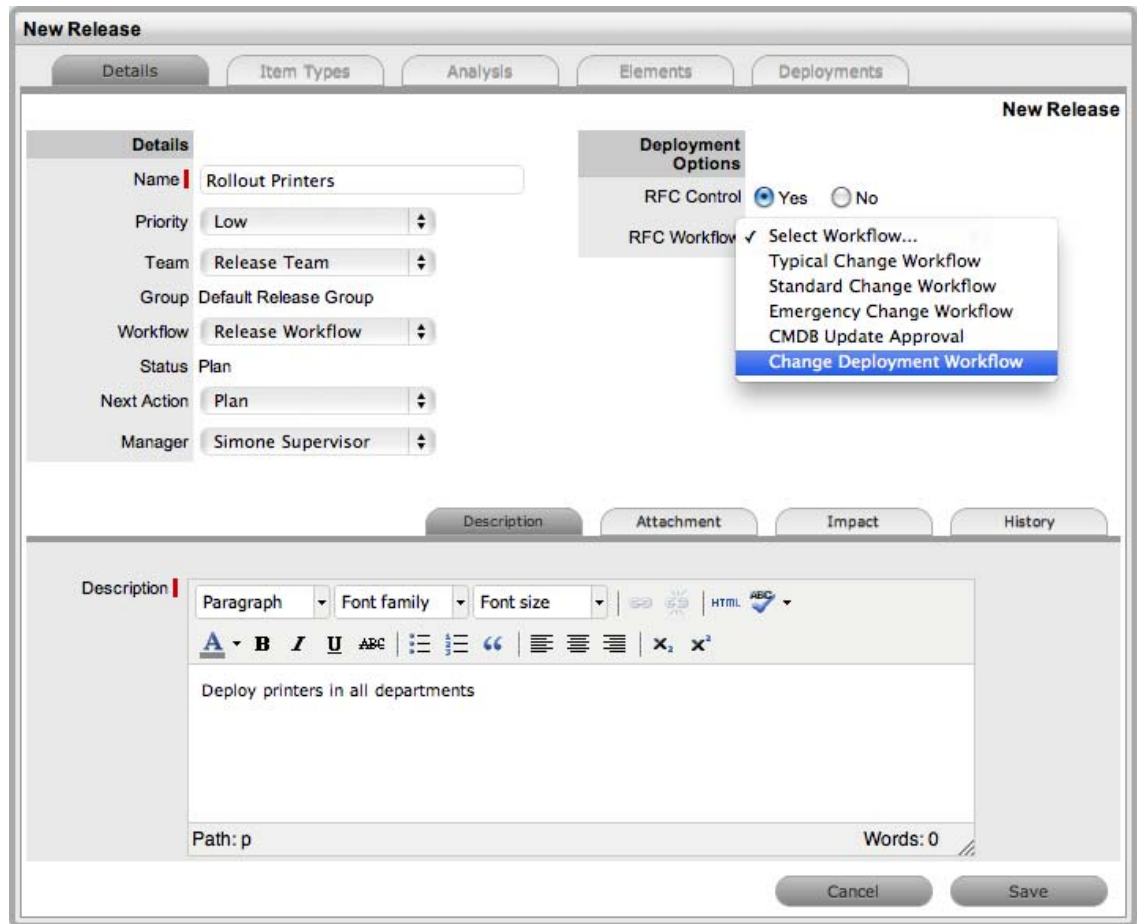 New Release
Details Item Types Analysis Elements Deployments
New Release
Details
Name Rollout Printers
Priority Low
Team Release Team
Group Default Release Group
Workflow Release Workflow
Status Plan
Next Action Plan
Manager Simone Supervisor
Deployment
Options
RFC Control Yes No
RFC Workflow ✓ Select Workflow...
Typical Change Workflow
Standard Change Workflow
Emergency Change Workflow
CMDB Update Approval
Change Deployment Workflow
Description Attachment Impact History
Description
Paragraph Font family Font size HTML ABC
A B I U ABC “ x₂ x²
Deploy printers in all departments
Path: p Words: 0
Cancel Save